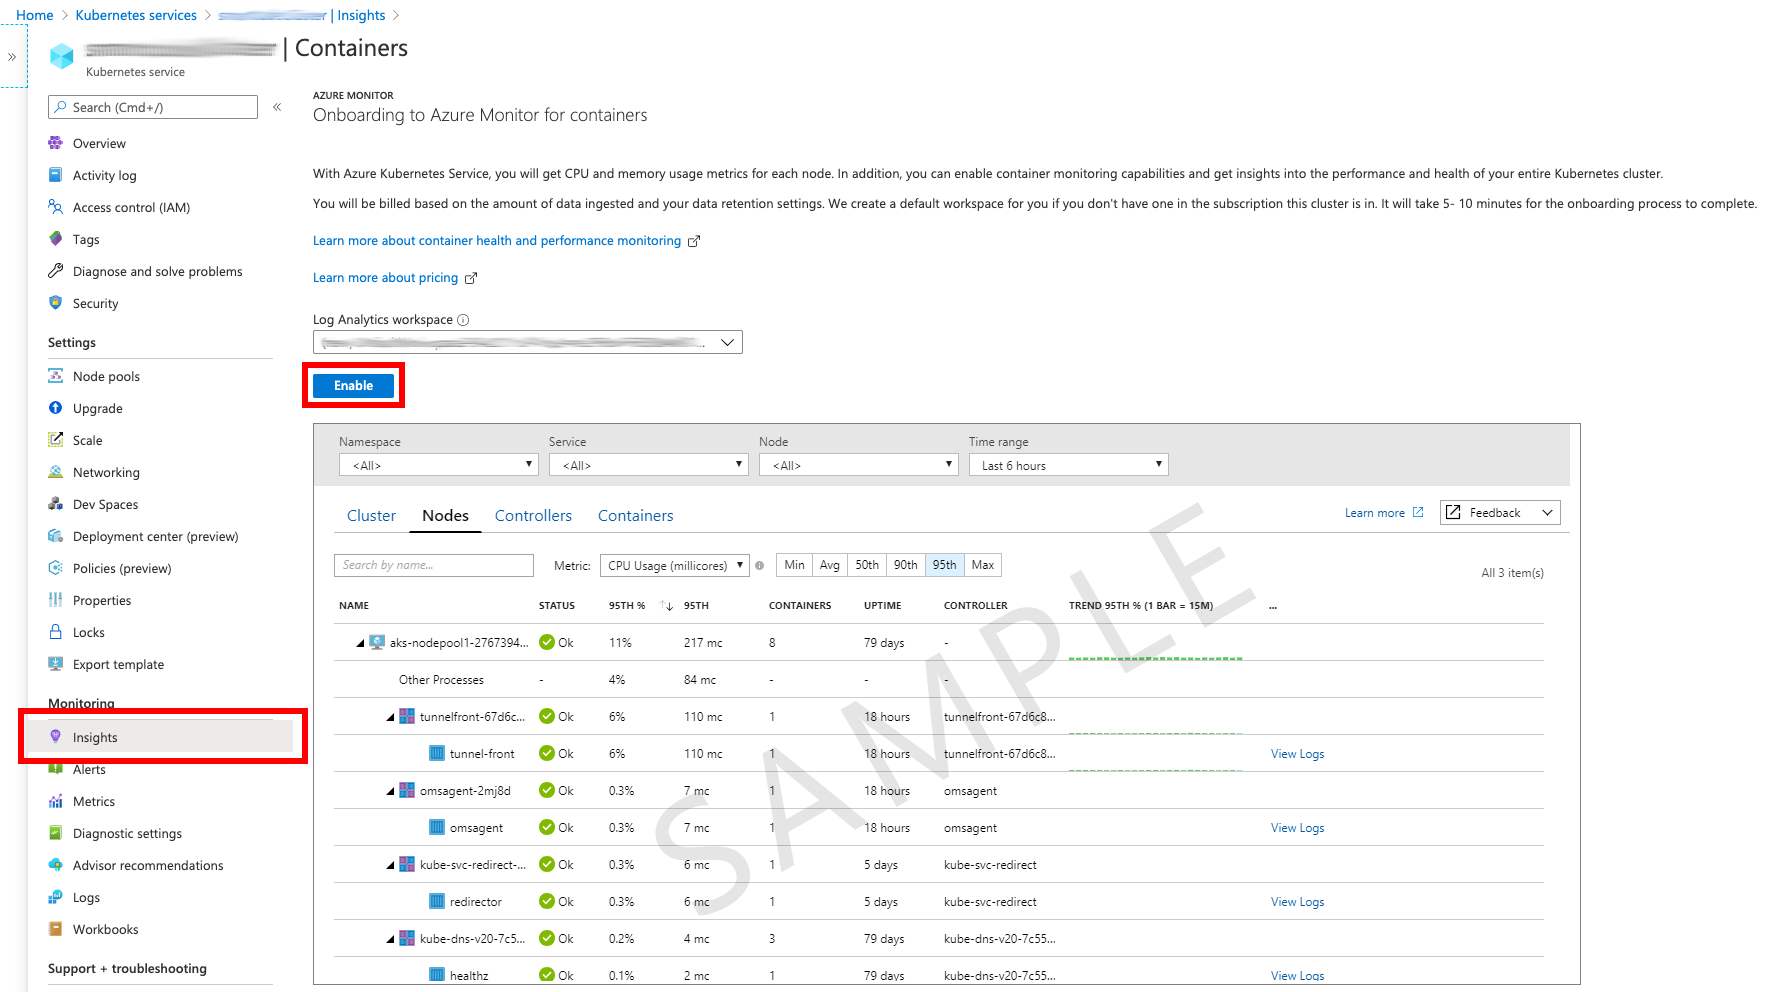 Home > Kubernetes services > | Insights >
| Containers
Kubernetes service
Search (Cmd+/)
Overview
Activity log
Access control (IAM)
Tags
Diagnose and solve problems
Security
Settings
Node pools
Upgrade
Scale
Networking
Dev Spaces
Deployment center (preview)
Policies (preview)
Properties
Locks
Export template
Monitoring
Insights
Alerts
Metrics
Diagnostic settings
Advisor recommendations
Logs
Workbooks
Support + troubleshooting
AZURE MONITOR
Onboarding to Azure Monitor for containers
With Azure Kubernetes Service, you will get CPU and memory usage metrics for each node. In addition, you can enable container monitoring capabilities and get insights into the performance and health of your entire Kubernetes cluster.
You will be billed based on the amount of data ingested and your data retention settings. We create a default workspace for you if you don't have one in the subscription this cluster is in. It will take 5- 10 minutes for the onboarding process to complete.
Learn more about container health and performance monitoring
Learn more about pricing
Log Analytics workspace
Enable
Namespace Service Node Time range
<All> <All> <All> Last 6 hours
Cluster Nodes Controllers Containers Learn more Feedback
Search by name... Metric: CPU Usage (millicores) Min Avg 50th 90th 95th Max
All 3 item(s)
NAME STATUS 95TH % 95TH CONTAINERS UPTIME CONTROLLER TREND 95TH % (1 BAR = 15M) ...
aks-nodepool1-2767394... Ok 11% 217 mc 8 79 days -
Other Processes - 4% 84 mc - - -
tunnelfront-67d6c... Ok 6% 110 mc 1 18 hours tunnelfront-67d6c8...
tunnel-front Ok 6% 110 mc 1 18 hours tunnelfront-67d6c8... View Logs
omsagent-2mj8d Ok 0.3% 7 mc 1 18 hours omsagent
omsagent Ok 0.3% 7 mc 1 18 hours omsagent View Logs
kube-svc-redirect-... Ok 0.3% 6 mc 1 5 days kube-svc-redirect
redirector Ok 0.3% 6 mc 1 5 days kube-svc-redirect View Logs
kube-dns-v20-7c5... Ok 0.2% 4 mc 3 79 days kube-dns-v20-7c55...
healthz Ok 0.1% 2 mc 1 79 days kube-dns-v20-7c55... View Logs
SAMPLE